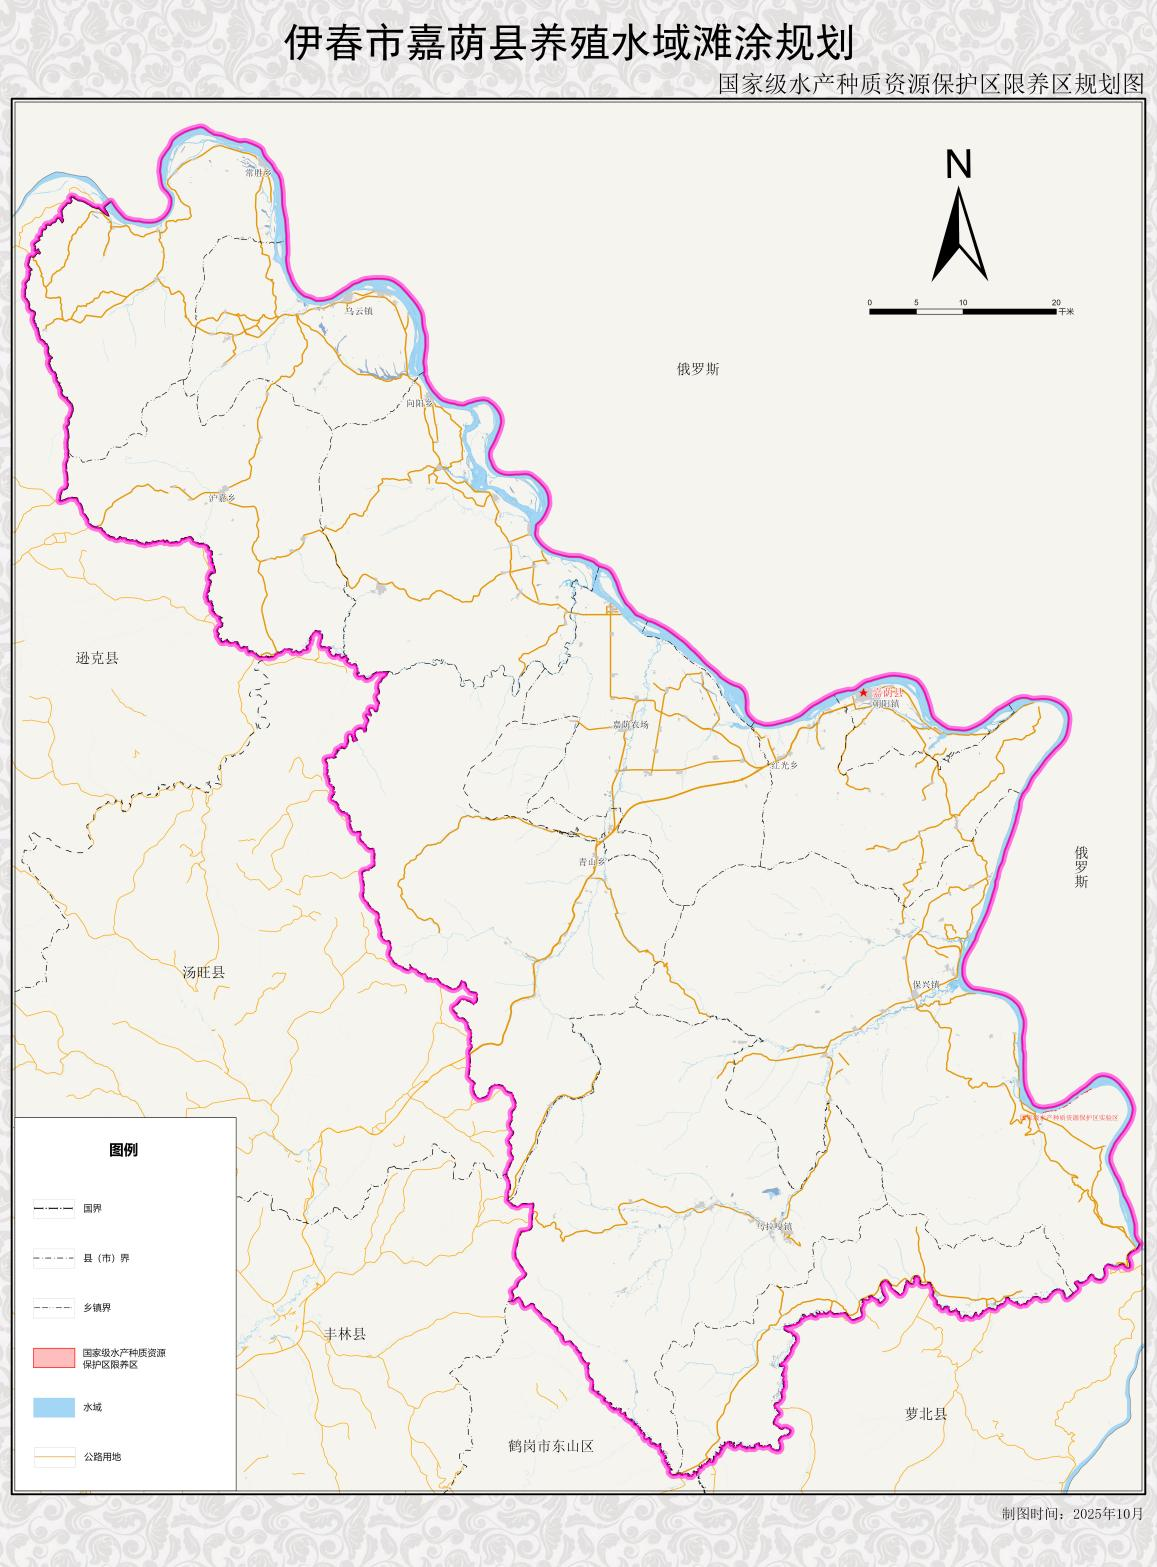 伊春市嘉荫县养殖水域滩涂规划
国家级水产种质资源保护区限养区规划图
N
0 5 10 20 千米
常胜乡
乌云镇
俄罗斯
向阳乡
沪嘉乡
逊克县
嘉荫县
朝阳镇
嘉荫农场
红光乡
俄罗斯
青山乡
汤旺县
保兴镇
乌拉嘎镇
丰林县
萝北县
鹤岗市东山区
图例
国界
县（市）界
乡镇界
国家级水产种质资源
保护区限养区
水域
公路用地
制图时间：2025年10月